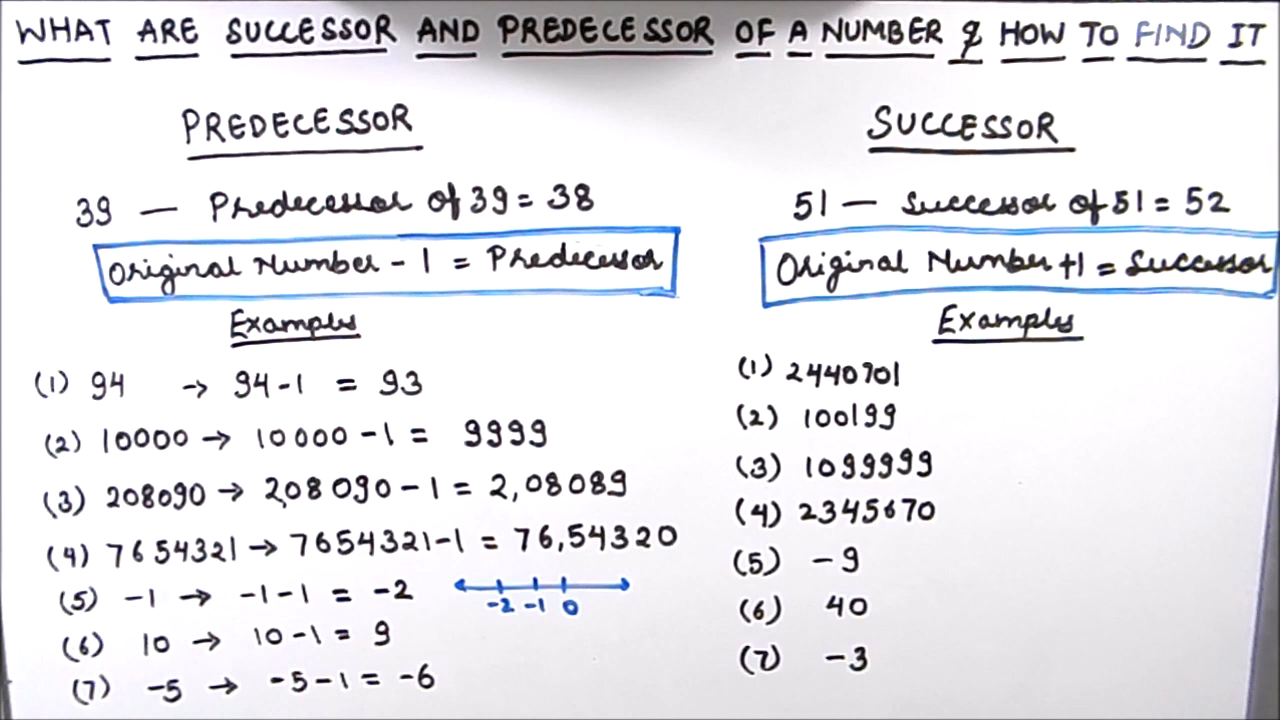 WHAT ARE SUCCESSOR AND PREDECESSOR OF A NUMBER & HOW TO FIND IT
PREDECESSOR
39 — Predecessor of 39 = 38
Original Number - 1 = Predecessor
Examples
(1) 94 → 94-1 = 93
(2) 10000 → 10000 -1 = 9999
(3) 208090 → 2,08 090 - 1 = 2,08089
(4) 7654321 → 7654321-1 = 76,54320
(5) -1 → -1-1 = -2
-2 -1 0
(6) 10 → 10-1 = 9
(7) -5 → -5-1 = -6
SUCCESSOR
51 — Successor of 51 = 52
Original Number +1 = Successor
Examples
(1) 2440701
(2) 100199
(3) 1099999
(4) 2345670
(5) -9
(6) 40
(7) -3